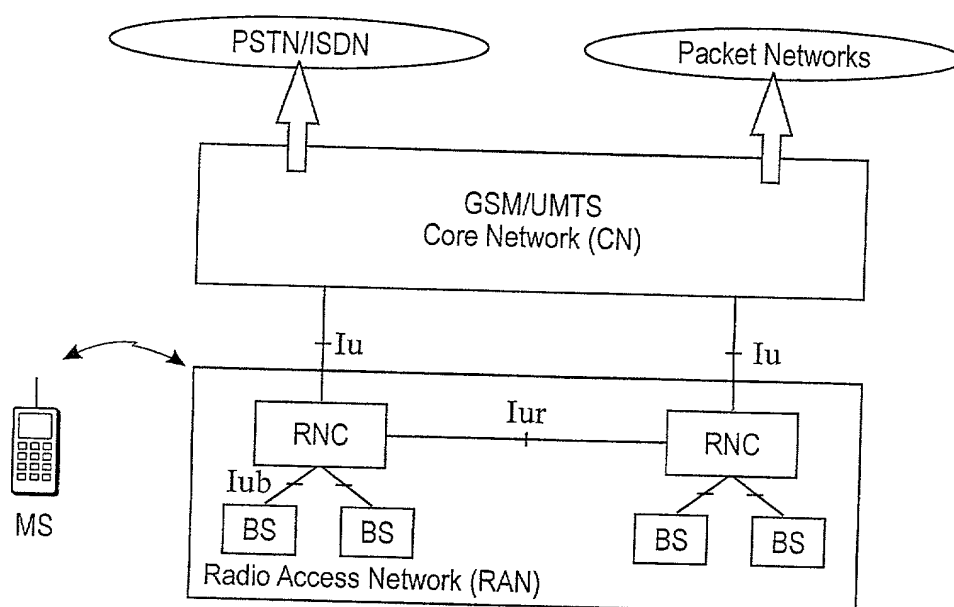 PSTN/ISDN
Packet Networks
GSM/UMTS
Core Network (CN)
Iu
Iu
RNC
Iur
RNC
Iub
BS
BS
BS
BS
MS
Radio Access Network (RAN)